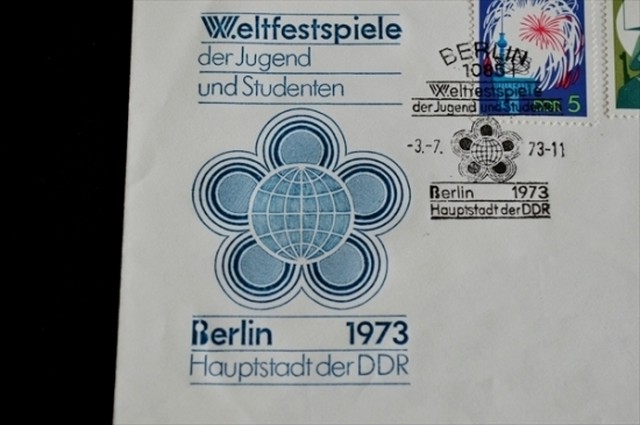 Weltfestspiele
der Jugend
und Studenten
Berlin 1973
Hauptstadt der DDR
BERLIN
1085
Weltfestspiele
der Jugend und Studenten
-3.-7. 73-11
Berlin 1973
Hauptstadt der DDR
DDR 5